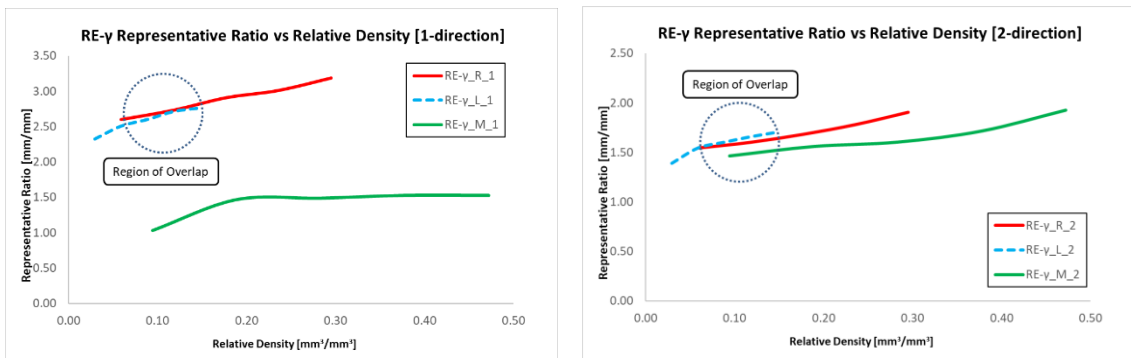 RE-γ Representative Ratio vs Relative Density [1-direction]
Representative Ratio [mm/mm]
3.50
3.00
2.50
2.00
1.50
1.00
0.50
0.00
RE-γ_R_1
RE-γ_L_1
RE-γ_M_1
Region of Overlap
0.00 0.10 0.20 0.30 0.40 0.50
Relative Density [mm³/mm³]
RE-γ Representative Ratio vs Relative Density [2-direction]
Representative Ratio [mm/mm]
2.50
2.00
1.50
1.00
0.50
0.00
Region of Overlap
RE-γ_R_2
RE-γ_L_2
RE-γ_M_2
0.00 0.10 0.20 0.30 0.40 0.50
Relative Density [mm³/mm³]